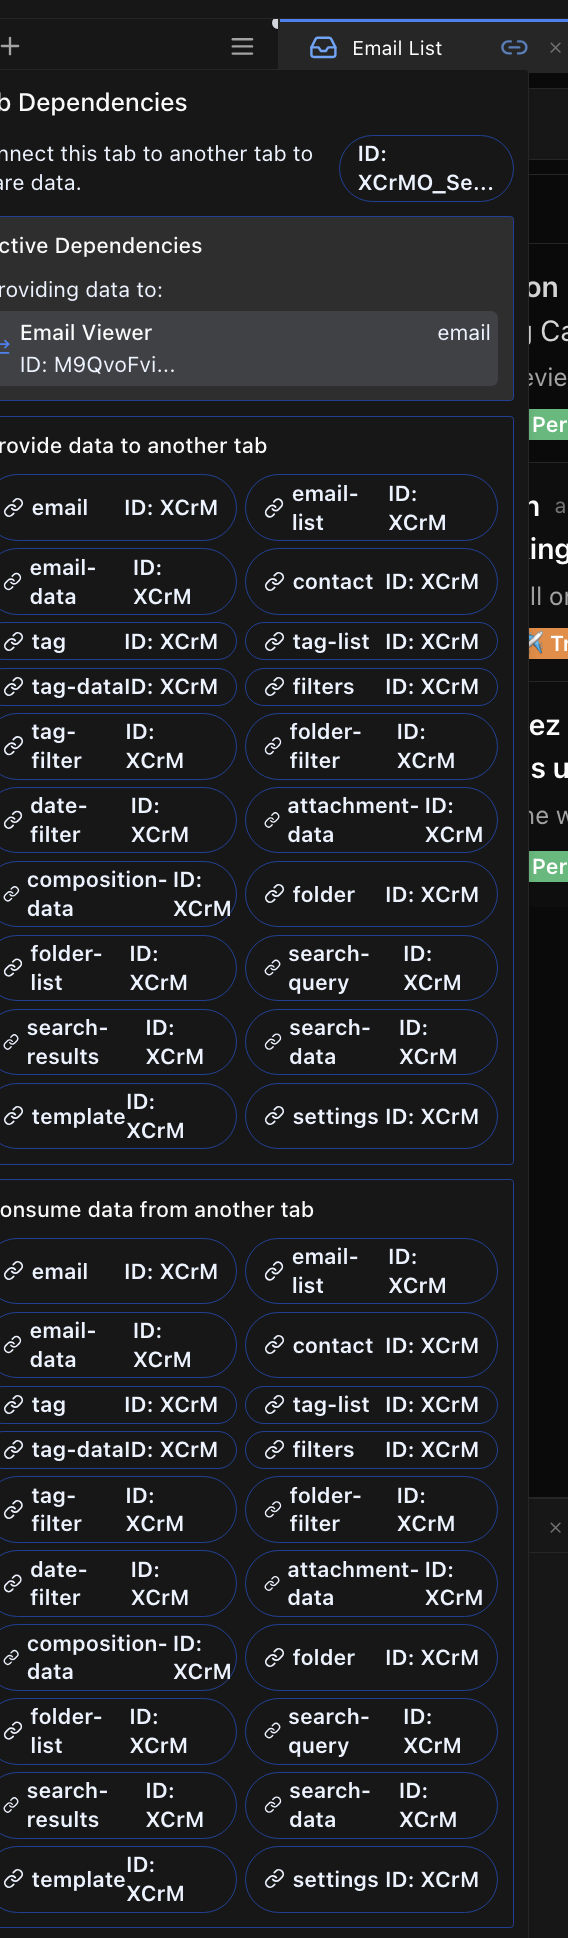 Email List
b Dependencies
nnect this tab to another tab to
are data.
ID:
XCrMO_Se...
ctive Dependencies
roviding data to:
Email Viewer email
ID: M9QvoFvi...
rovide data to another tab
email ID: XCrM
email-
list
ID:
XCrM
email-
data
ID:
XCrM
contact ID: XCrM
tag ID: XCrM
tag-list ID: XCrM
tag-data ID: XCrM
filters ID: XCrM
tag-
filter
ID:
XCrM
folder-
filter
ID:
XCrM
date-
filter
ID:
XCrM
attachment-
data
ID:
XCrM
composition-
data
ID:
XCrM
folder ID: XCrM
folder-
list
ID:
XCrM
search-
query
ID:
XCrM
search-
results
ID:
XCrM
search-
data
ID:
XCrM
template
ID:
XCrM
settings ID: XCrM
onsume data from another tab
email ID: XCrM
email-
list
ID:
XCrM
email-
data
ID:
XCrM
contact ID: XCrM
tag ID: XCrM
tag-list ID: XCrM
tag-data ID: XCrM
filters ID: XCrM
tag-
filter
ID:
XCrM
folder-
filter
ID:
XCrM
date-
filter
ID:
XCrM
attachment-
data
ID:
XCrM
composition-
data
ID:
XCrM
folder ID: XCrM
folder-
list
ID:
XCrM
search-
query
ID:
XCrM
search-
results
ID:
XCrM
search-
data
ID:
XCrM
template
ID:
XCrM
settings ID: XCrM
on
Ca
evie
Per
n a
ing
ll or
Tr
ez
s u
ne w
Per